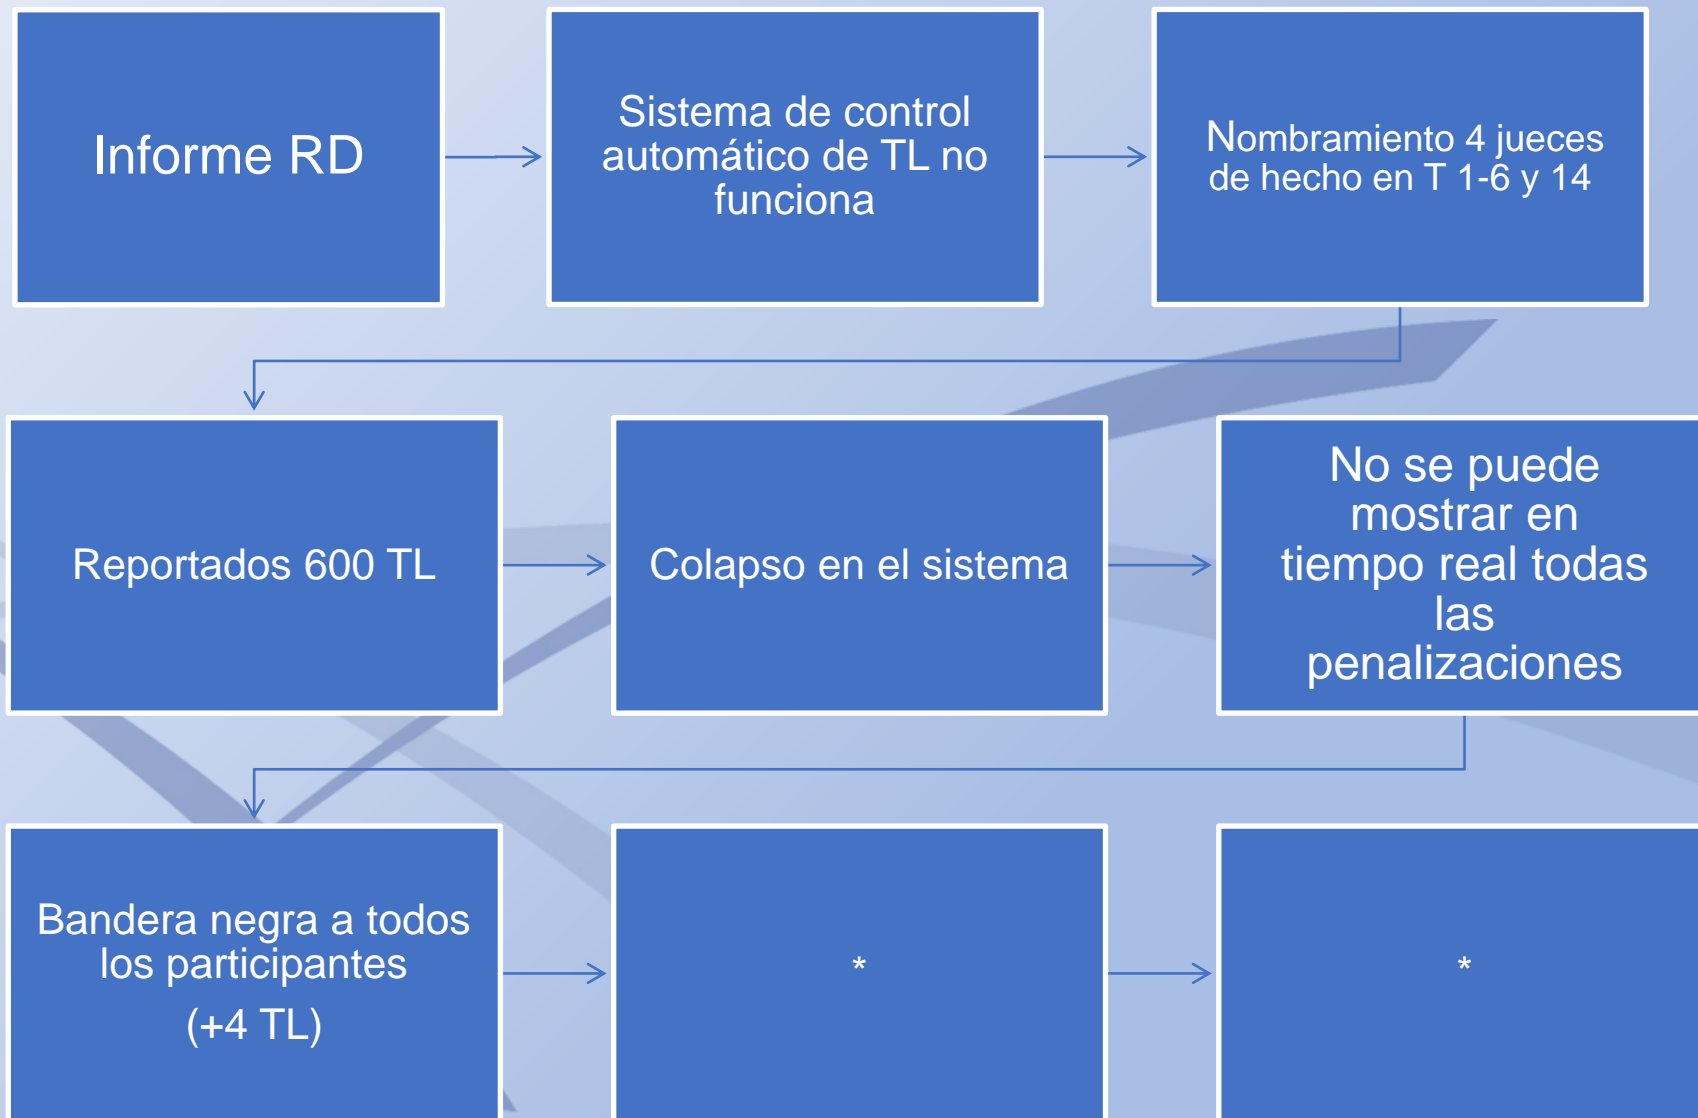 Informe RD
Sistema de control
automático de TL no
funciona
Nombramiento 4 jueces
de hecho en T 1-6 y 14
Reportados 600 TL
Colapso en el sistema
No se puede
mostrar en
tiempo real todas
las
penalizaciones
Bandera negra a todos
los participantes
(+4 TL)
*
*